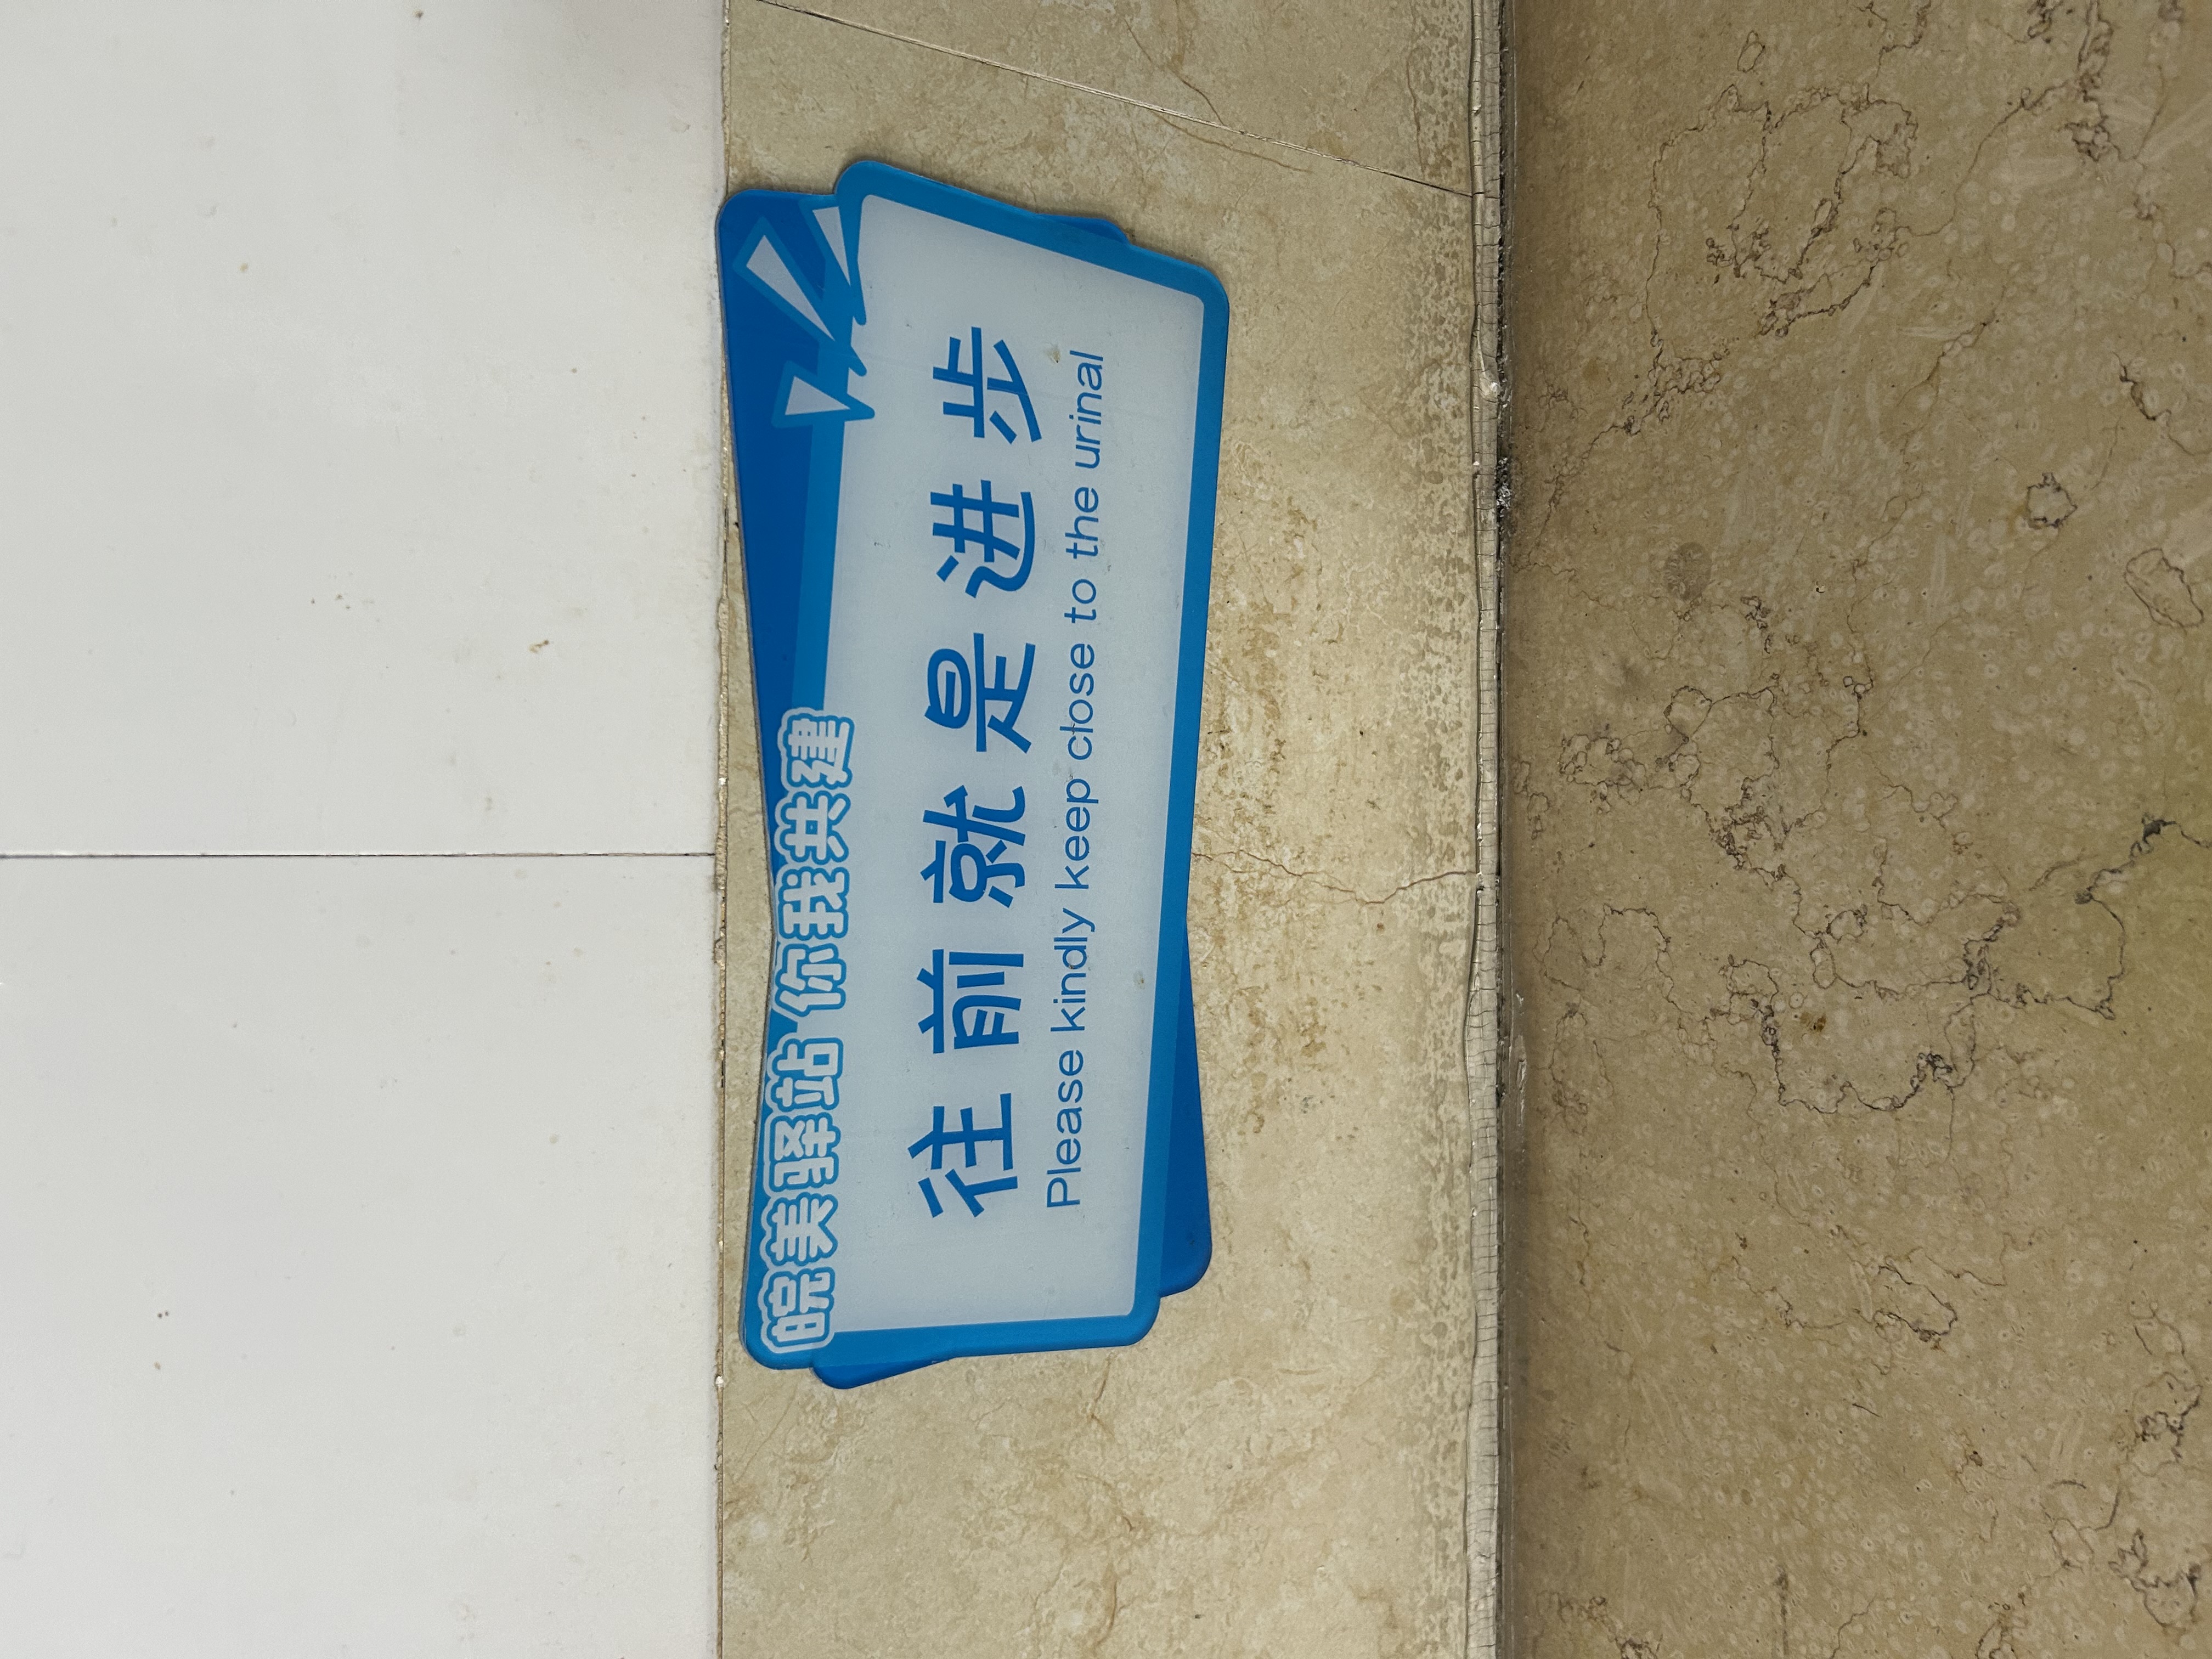 皖美驿站 你我共建
往前就是进步
Please kindly keep close to the urinal